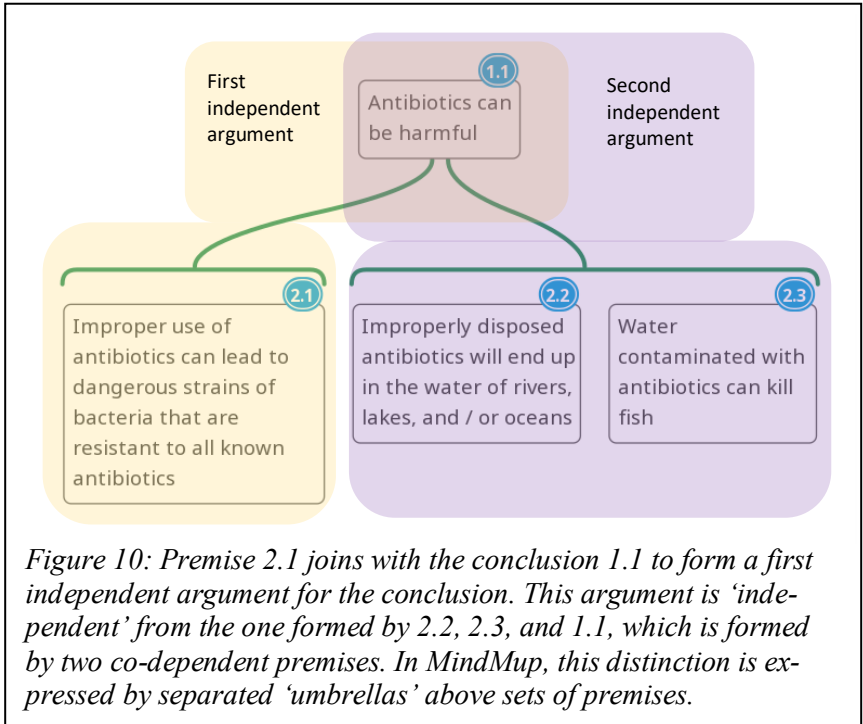 First
independent
argument
1.1
Antibiotics can
be harmful
Second
independent
argument
2.1
Improper use of
antibiotics can lead to
dangerous strains of
bacteria that are
resistant to all known
antibiotics
2.2
Improperly disposed
antibiotics will end up
in the water of rivers,
lakes, and / or oceans
2.3
Water
contaminated with
antibiotics can kill
fish
Figure 10: Premise 2.1 joins with the conclusion 1.1 to form a first
independent argument for the conclusion. This argument is ‘inde-
pendent’ from the one formed by 2.2, 2.3, and 1.1, which is formed
by two co-dependent premises. In MindMup, this distinction is ex-
pressed by separated ‘umbrellas’ above sets of premises.